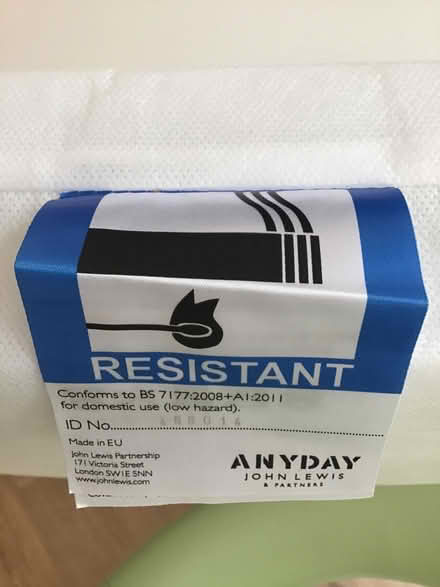 RESISTANT
Conforms to BS 7177:2008+A1:2011
for domestic use (low hazard).
ID No.
Made in EU
John Lewis Partnership
171 Victoria Street
London SW1E 5NN
www.johnlewis.com
ANYDAY
JOHN LEWIS
& PARTNERS